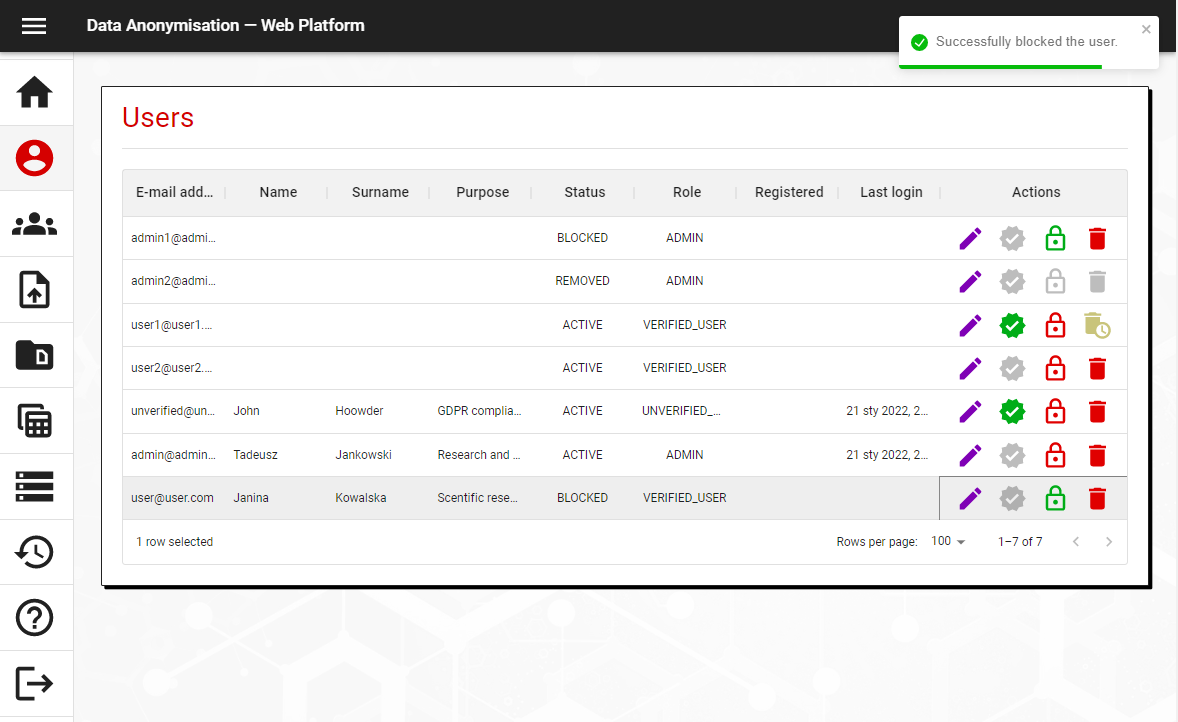 Data Anonymisation — Web Platform
Successfully blocked the user.
Users
E-mail add... Name Surname Purpose Status Role Registered Last login Actions
admin1@admi... BLOCKED ADMIN
admin2@admi... REMOVED ADMIN
user1@user1.... ACTIVE VERIFIED_USER
user2@user2.... ACTIVE VERIFIED_USER
unverified@un... John Hoowder GDPR complia... ACTIVE UNVERIFIED_... 21 sty 2022, 2...
admin@admin... Tadeusz Jankowski Research and ... ACTIVE ADMIN 21 sty 2022, 2...
user@user.com Janina Kowalska Scentific rese... BLOCKED VERIFIED_USER
1 row selected Rows per page: 100 1–7 of 7